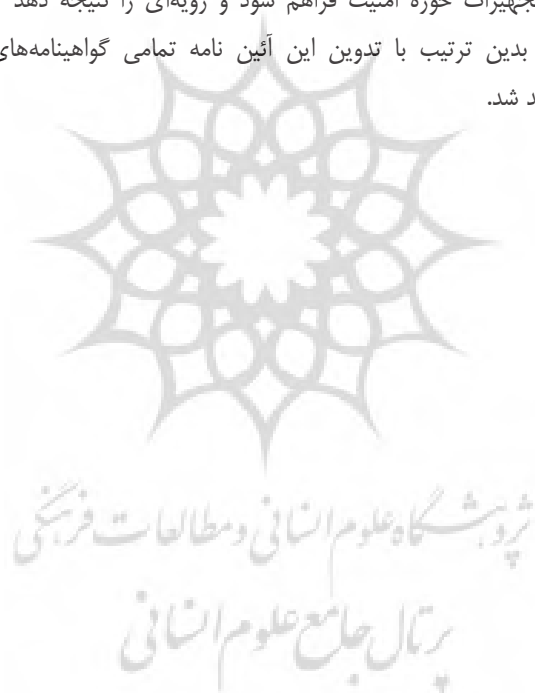 تجهیزات حوزه امنیت فراهم شود و رویه‌ای را نتیجه دهد
بدین ترتیب با تدوین این آئین نامه تمامی گواهینامه‌های
د شد.
پژوهشگاه علوم انسانی و مطالعات فرهنگی
پرتال جامع علوم انسانی